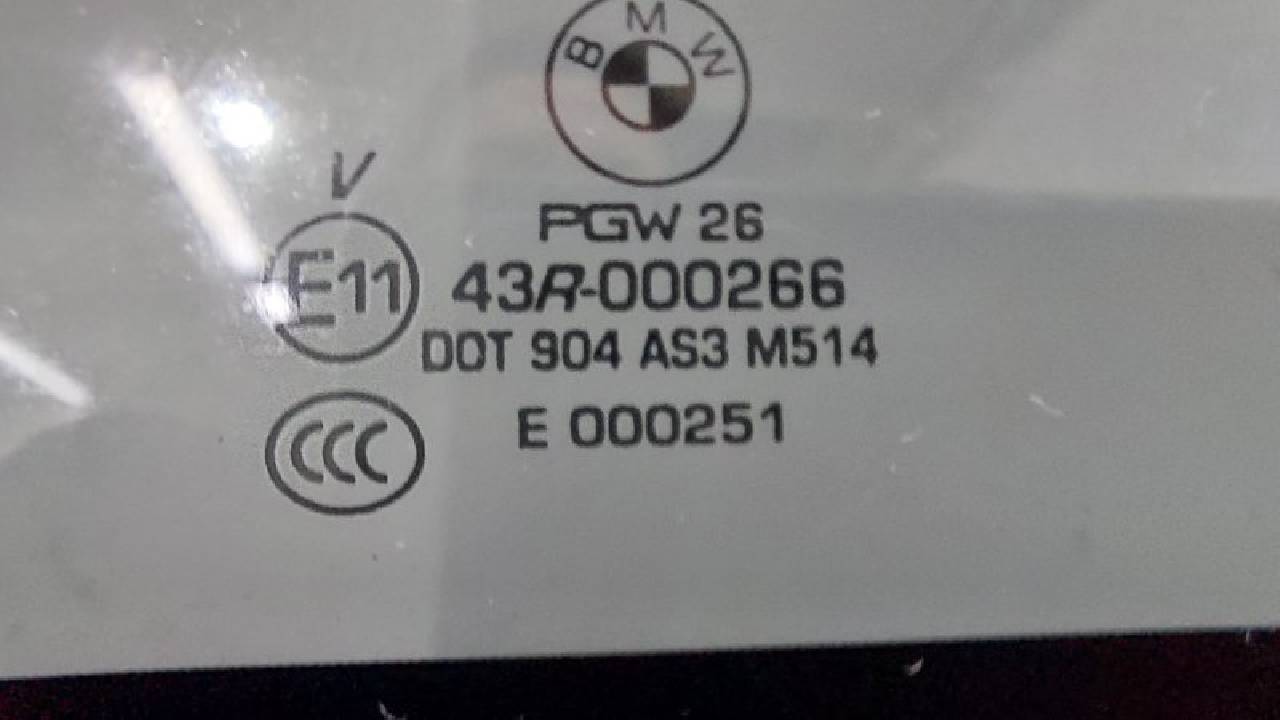 BMW
PGW 26
V
E11 43R-000266
DOT 904 AS3 M514
CCC E 000251